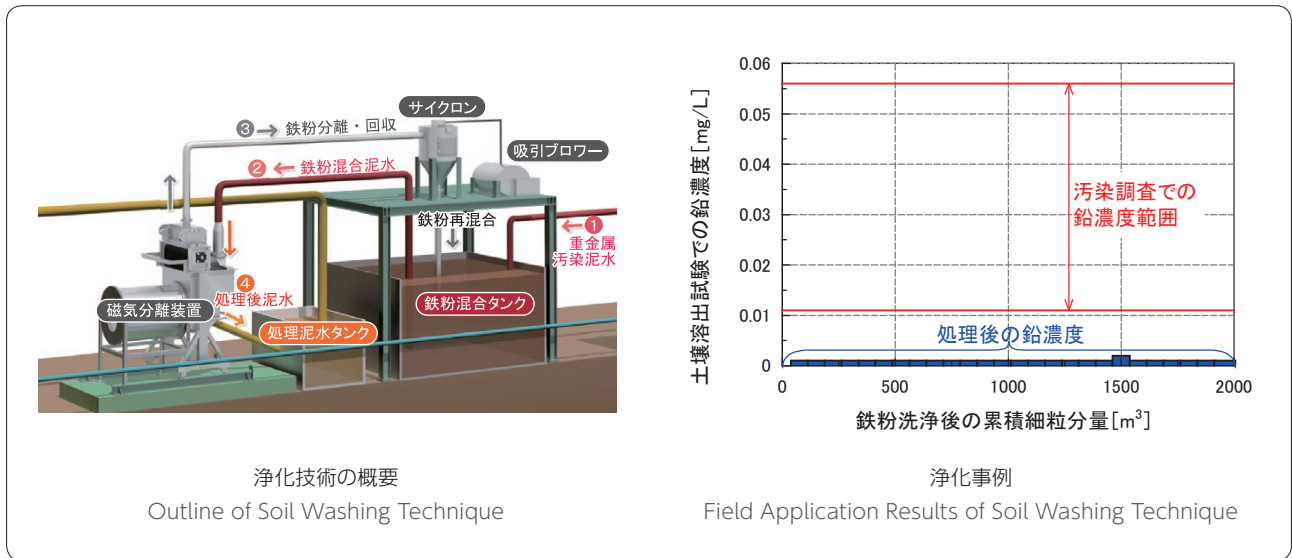 サイクロン
③ → 鉄粉分離・回収
吸引ブロワー
② ← 鉄粉混合泥水
鉄粉再混合
← ①
重金属
汚染泥水
④
処理後泥水
磁気分離装置
鉄粉混合タンク
処理泥水タンク
浄化技術の概要
Outline of Soil Washing Technique
土壌溶出試験での鉛濃度[mg/L]
0.06
0.05
0.04
0.03
0.02
0.01
0
汚染調査での
鉛濃度範囲
処理後の鉛濃度
0 500 1000 1500 2000
鉄粉洗浄後の累積細粒分量[m³]
浄化事例
Field Application Results of Soil Washing Technique